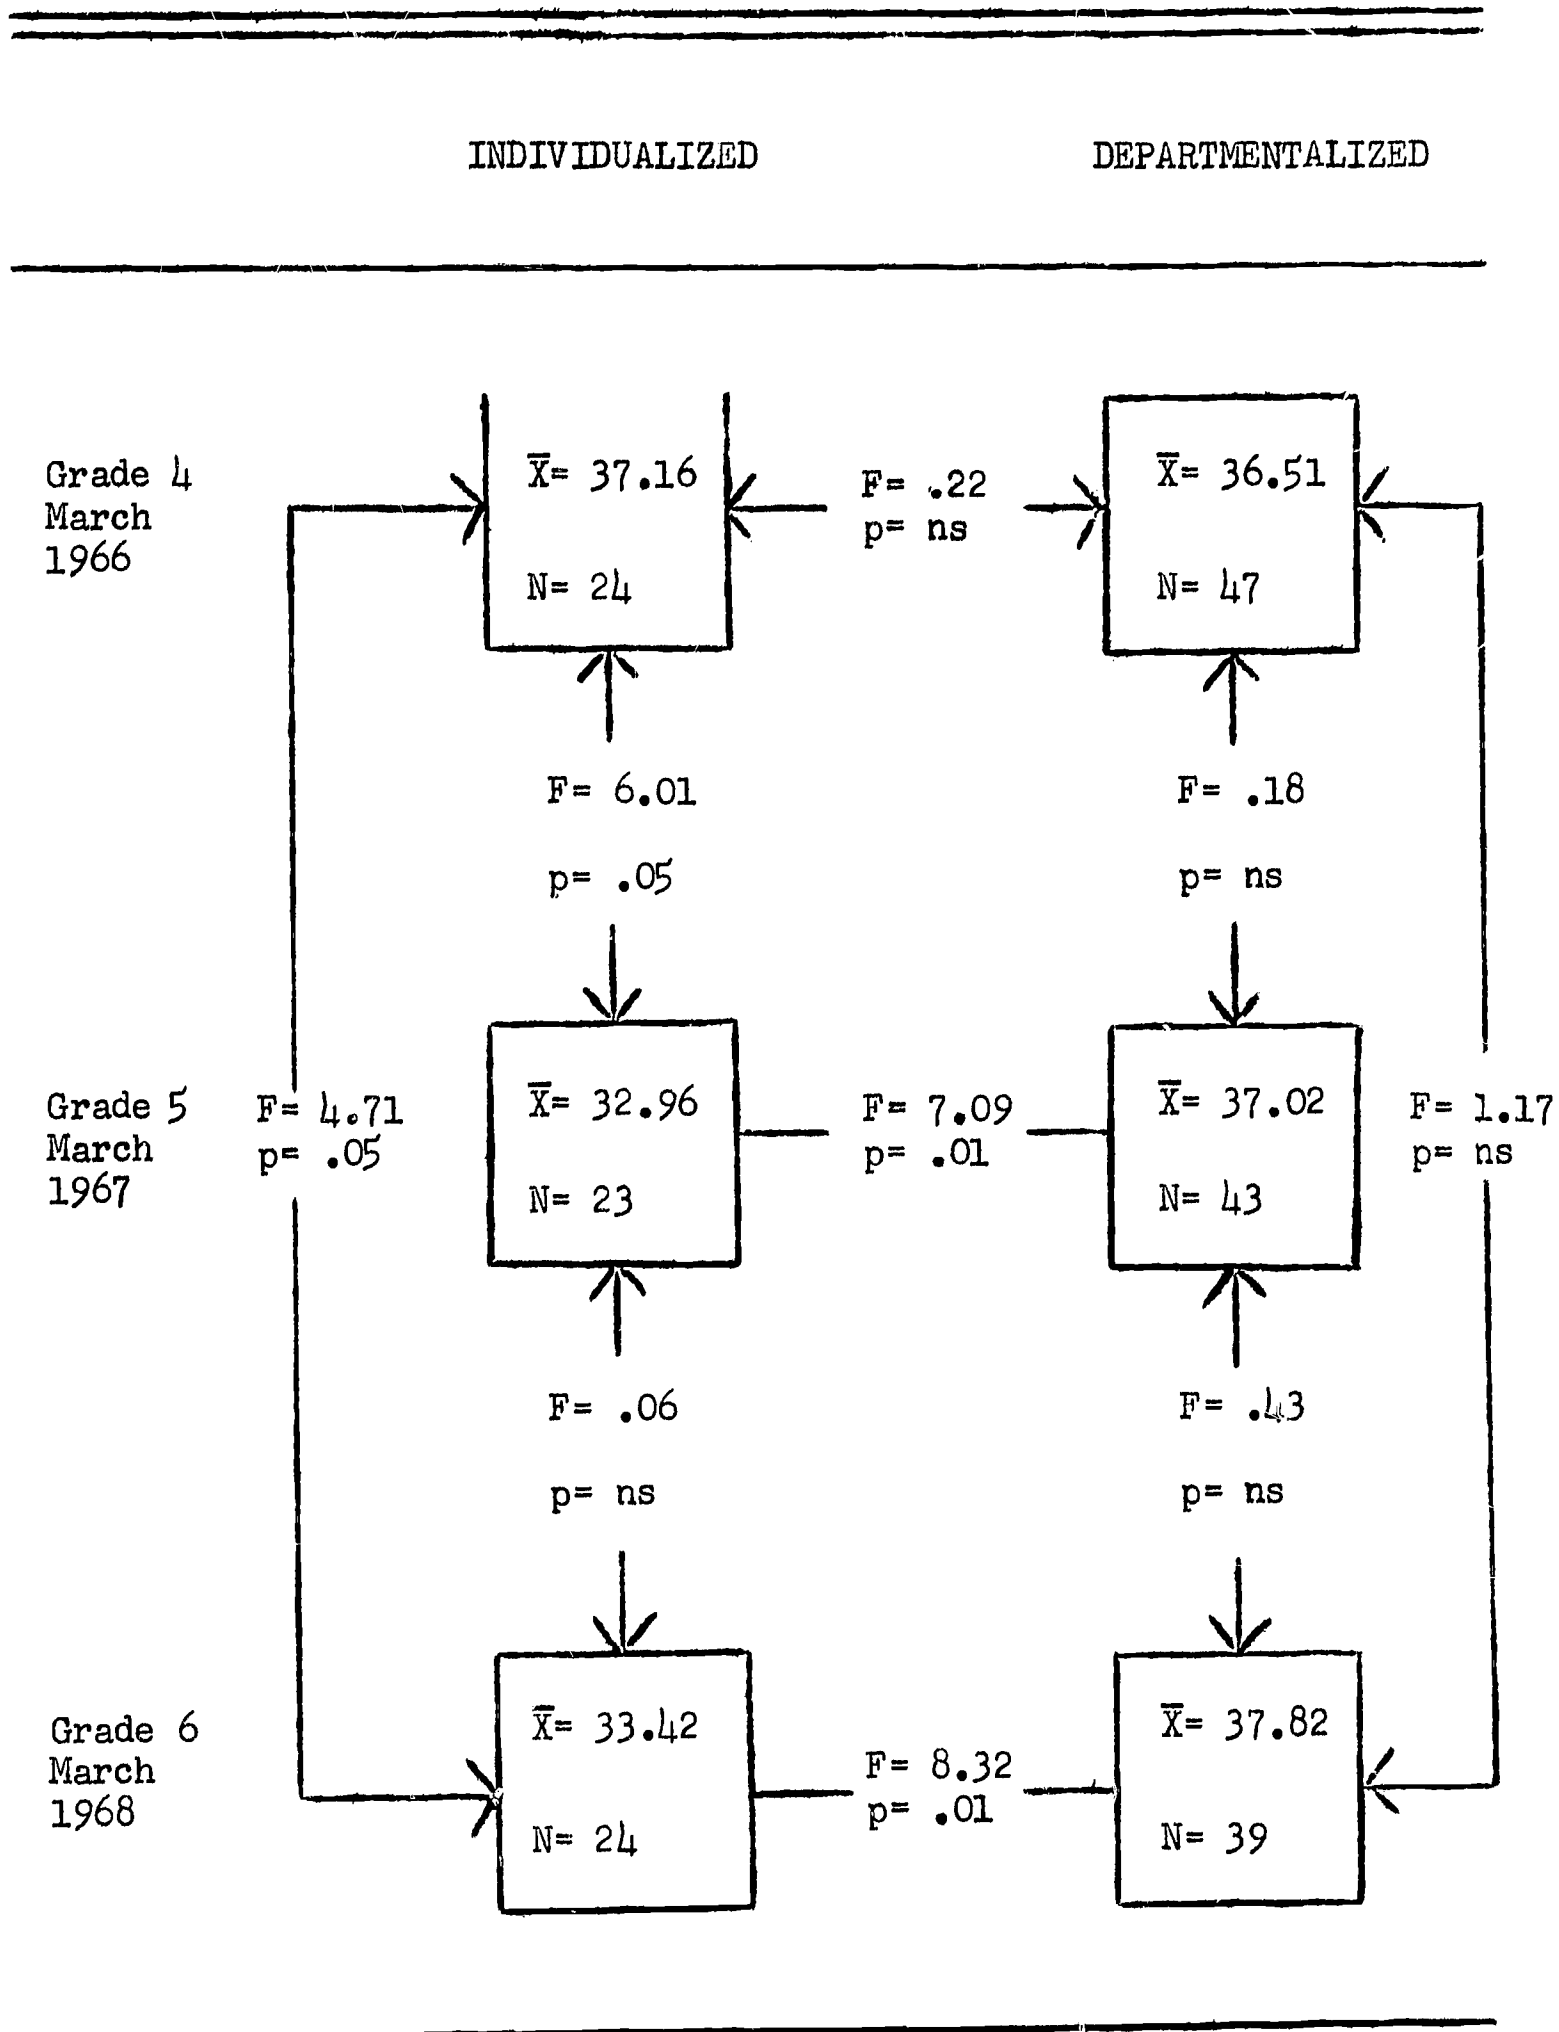 INDIVIDUALIZED DEPARTMENTALIZED
Grade 4
March
1966
X̅= 37.16
N= 24
F= .22
p= ns
X̅= 36.51
N= 47
F= 6.01
p= .05
F= .18
p= ns
Grade 5
March
1967
F= 4.71
p= .05
X̅= 32.96
N= 23
F= 7.09
p= .01
X̅= 37.02
N= 43
F= 1.17
p= ns
F= .06
p= ns
F= .43
p= ns
Grade 6
March
1968
X̅= 33.42
N= 24
F= 8.32
p= .01
X̅= 37.82
N= 39